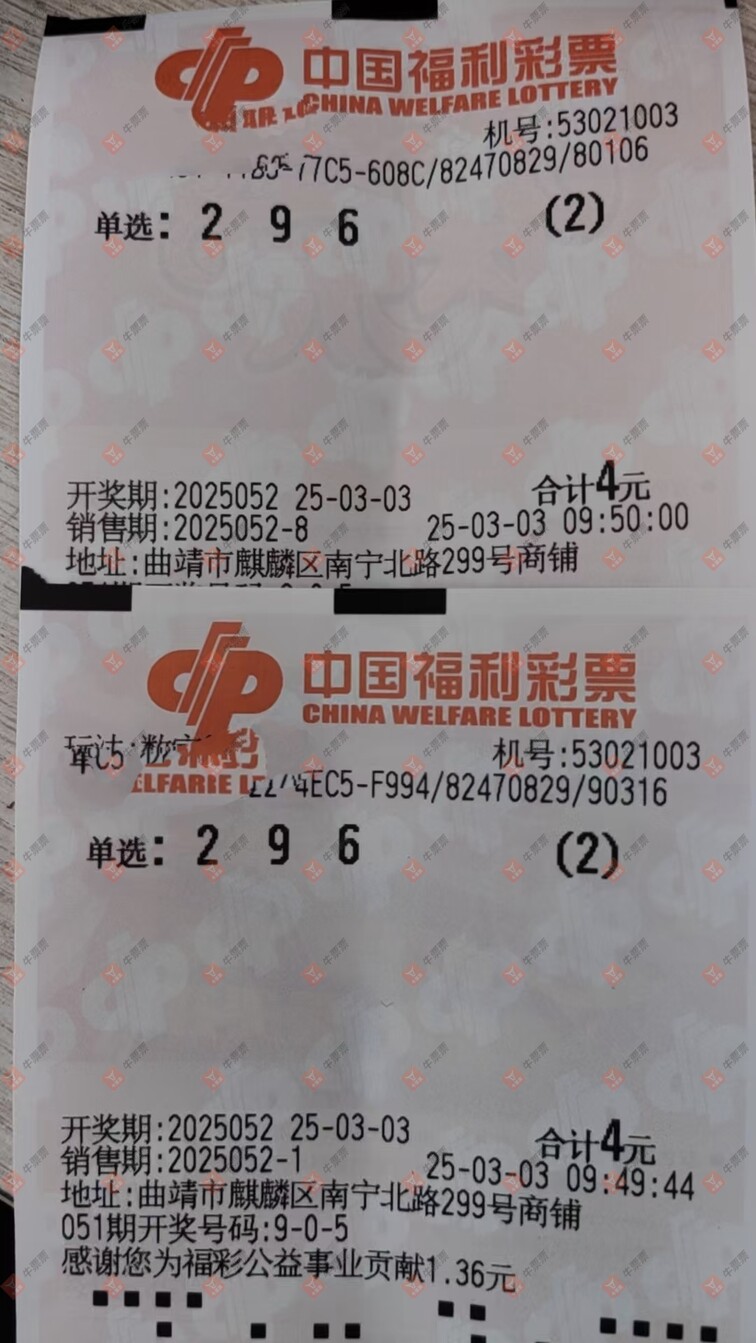 中国福利彩票
CHINA WELFARE LOTTERY
机号:53021003
77C5-608C/82470829/80106
单选: 2 9 6 (2)
开奖期:2025052 25-03-03 合计4元
销售期:2025052-8 25-03-03 09:50:00
地址:曲靖市麒麟区南宁北路299号商铺
中国福利彩票
CHINA WELFARE LOTTERY
机号:53021003
4EC5-F994/82470829/90316
单选: 2 9 6 (2)
开奖期:2025052 25-03-03 合计4元
销售期:2025052-1 25-03-03 09:49:44
地址:曲靖市麒麟区南宁北路299号商铺
051期开奖号码:9-0-5
感谢您为福彩公益事业贡献1.36元